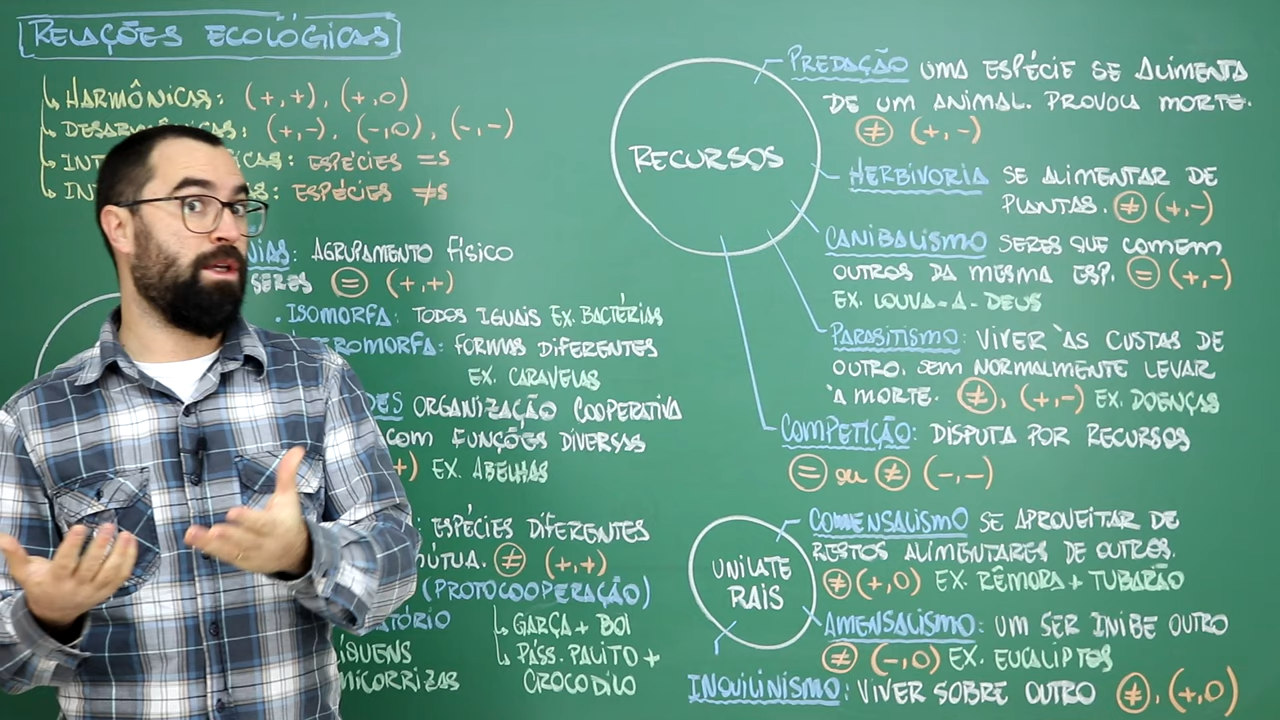 RELAÇÕES ECOLÓGICAS
HARMÔNICAS: (+,+), (+,0)
(+,-), (-,0), (-,-)
ESPÉCIES =S
ESPÉCIES ≠S
AGRUPAMENTO FÍSICO
SERES (=) (+,+)
. ISOMORFA: TODOS IGUAIS EX. BACTÉRIAS
FORMAS DIFERENTES
EX. CARAVELAS
ORGANIZAÇÃO COOPERATIVA
COM FUNÇÕES DIVERSAS
EX. ABELHAS
: ESPÉCIES DIFERENTES
(≠) (+,+)
(PROTOCOOPERAÇÃO)
GARÇA + BOI
PÁSS. PALITO +
CROCODILO
RECURSOS
PREDAÇÃO UMA ESPÉCIE SE ALIMENTA
DE UM ANIMAL. PROVOCA MORTE.
(≠) (+,-)
HERBIVORIA SE ALIMENTAR DE
PLANTAS. (≠) (+,-)
CANIBALISMO SERES QUE COMEM
OUTROS DA MESMA ESP. (=) (+,-)
EX. LOUVA-A-DEUS
PARASITISMO: VIVER ÀS CUSTAS DE
OUTRO. SEM NORMALMENTE LEVAR
À MORTE. (≠), (+,-) EX. DOENÇAS
COMPETIÇÃO: DISPUTA POR RECURSOS
(=) ou (≠) (-,-)
UNILATE
RAIS
COMENSALISMO SE APROVEITAR DE
RESTOS ALIMENTARES DE OUTROS.
(≠) (+,0) EX. RÊMORA + TUBARÃO
AMENSALISMO: UM SER INIBE OUTRO
(≠) (-,0) EX. EUCALIPTOS
INQUILINISMO: VIVER SOBRE OUTRO (≠), (+,0)